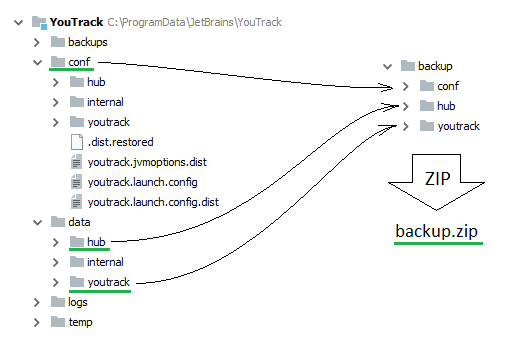 YouTrack C:\ProgramData\JetBrains\YouTrack
backups
conf
hub
internal
youtrack
.dist.restored
youtrack.jvmoptions.dist
youtrack.launch.config
youtrack.launch.config.dist
data
hub
internal
youtrack
logs
temp
backup
conf
hub
youtrack
ZIP
backup.zip